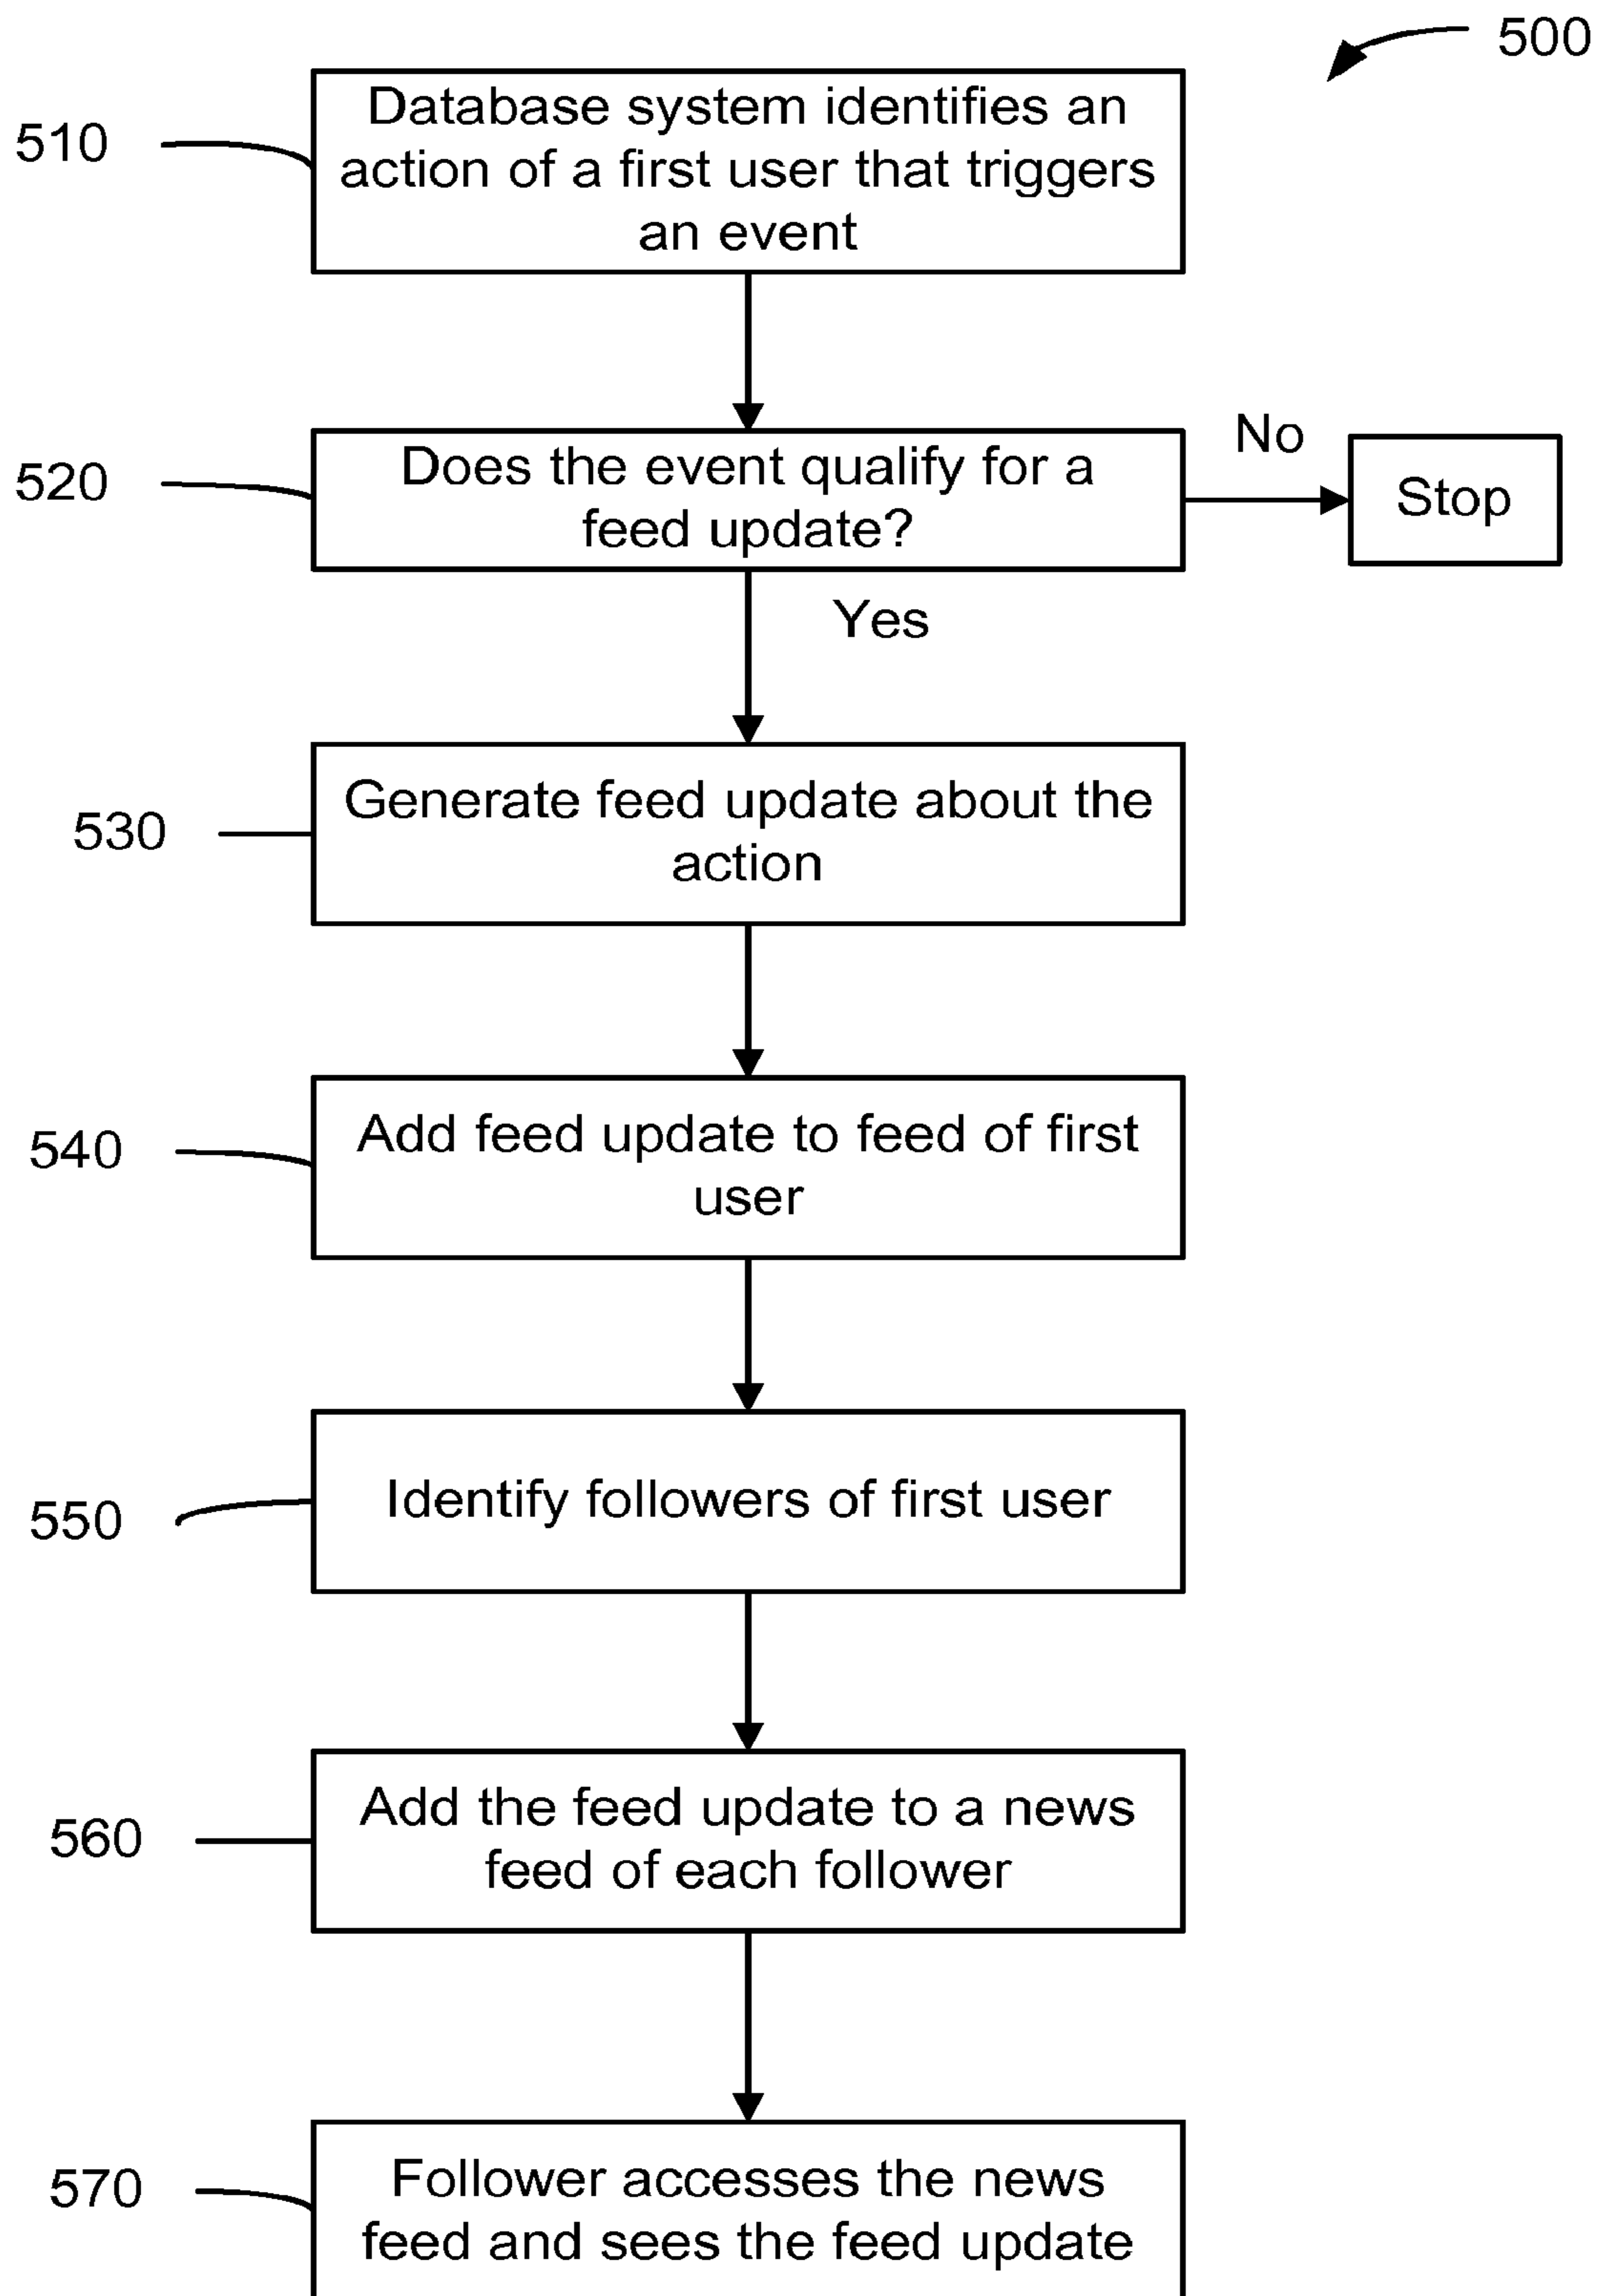 500
510
Database system identifies an
action of a first user that triggers
an event
520
Does the event qualify for a
feed update?
No
Stop
Yes
530
Generate feed update about the
action
540
Add feed update to feed of first
user
550
Identify followers of first user
560
Add the feed update to a news
feed of each follower
570
Follower accesses the news
feed and sees the feed update